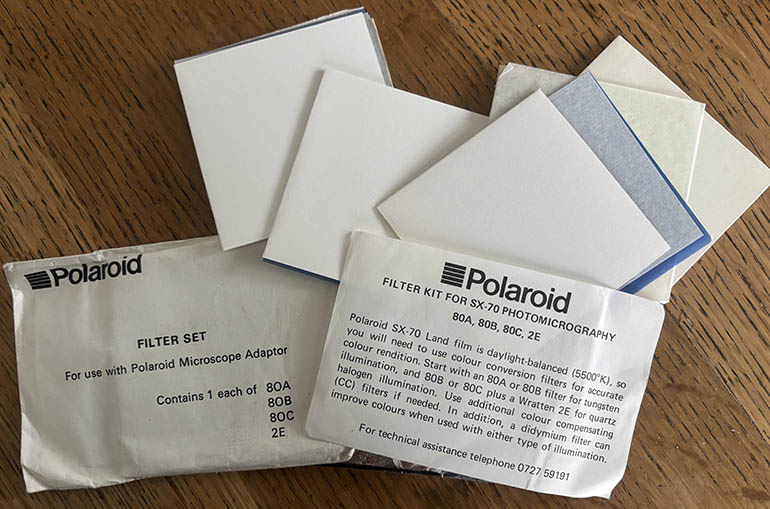 Polaroid
FILTER SET
For use with Polaroid Microscope Adaptor
Contains 1 each of 80A
80B
80C
2E
Polaroid
FILTER KIT FOR SX-70 PHOTOMICROGRAPHY
80A, 80B, 80C, 2E
Polaroid SX-70 Land film is daylight-balanced (5500°K), so
you will need to use colour conversion filters for accurate
colour rendition. Start with an 80A or 80B filter for tungsten
illumination, and 80B or 80C plus a Wratten 2E for quartz
halogen illumination. Use additional colour compensating
(CC) filters if needed. In addition, a didymium filter can
improve colours when used with either type of illumination.
For technical assistance telephone 0727 59191